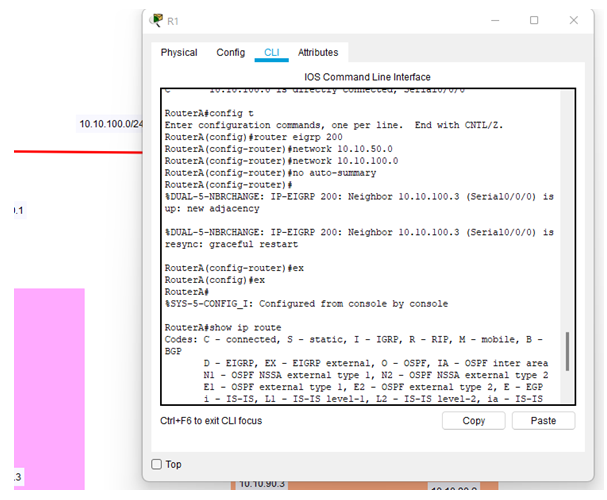 R1
Physical Config CLI Attributes
IOS Command Line Interface
C 10.10.100.0 is directly connected, Serial0/0/0
RouterA#config t
Enter configuration commands, one per line. End with CNTL/Z.
RouterA(config)#router eigrp 200
RouterA(config-router)#network 10.10.50.0
RouterA(config-router)#network 10.10.100.0
RouterA(config-router)#no auto-summary
RouterA(config-router)#
%DUAL-5-NBRCHANGE: IP-EIGRP 200: Neighbor 10.10.100.3 (Serial0/0/0) is
up: new adjacency
%DUAL-5-NBRCHANGE: IP-EIGRP 200: Neighbor 10.10.100.3 (Serial0/0/0) is
resync: graceful restart
RouterA(config-router)#ex
RouterA(config)#ex
RouterA#
%SYS-5-CONFIG_I: Configured from console by console
RouterA#show ip route
Codes: C - connected, S - static, I - IGRP, R - RIP, M - mobile, B -
BGP
D - EIGRP, EX - EIGRP external, O - OSPF, IA - OSPF inter area
N1 - OSPF NSSA external type 1, N2 - OSPF NSSA external type 2
E1 - OSPF external type 1, E2 - OSPF external type 2, E - EGP
i - IS-IS, L1 - IS-IS level-1, L2 - IS-IS level-2, ia - IS-IS
Ctrl+F6 to exit CLI focus
Copy Paste
Top
10.10.100.0/24
.1
.3
10.10.90.3